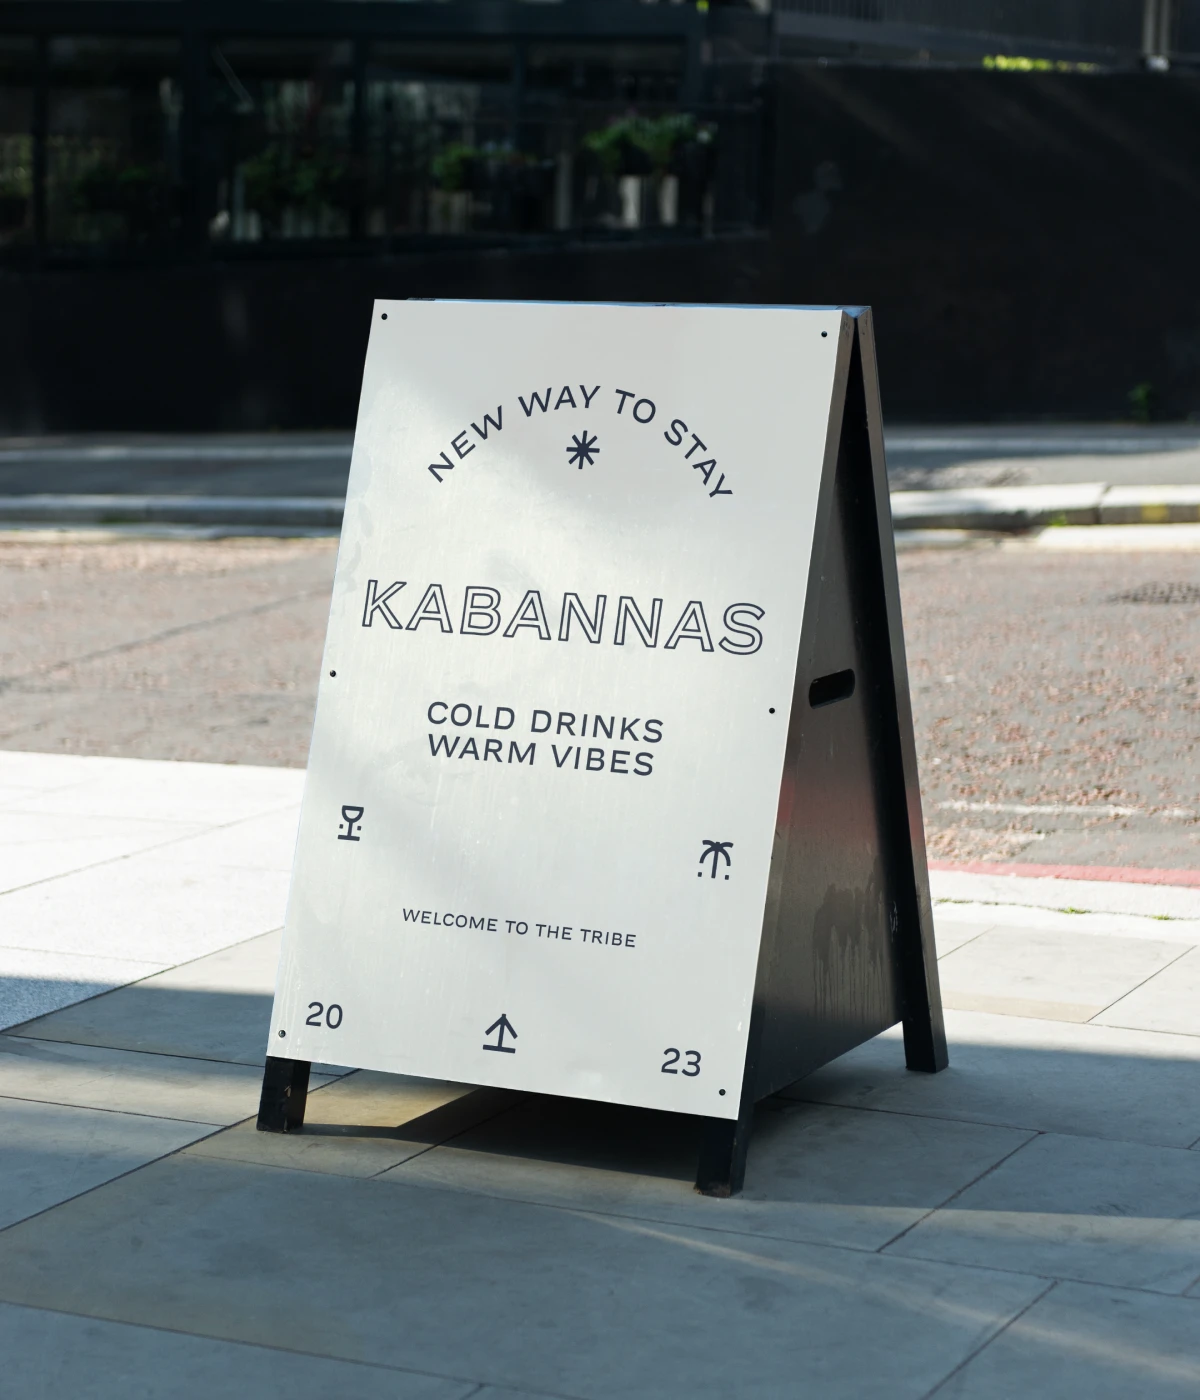 NEW WAY TO STAY
KABANNAS
COLD DRINKS
WARM VIBES
WELCOME TO THE TRIBE
20
23